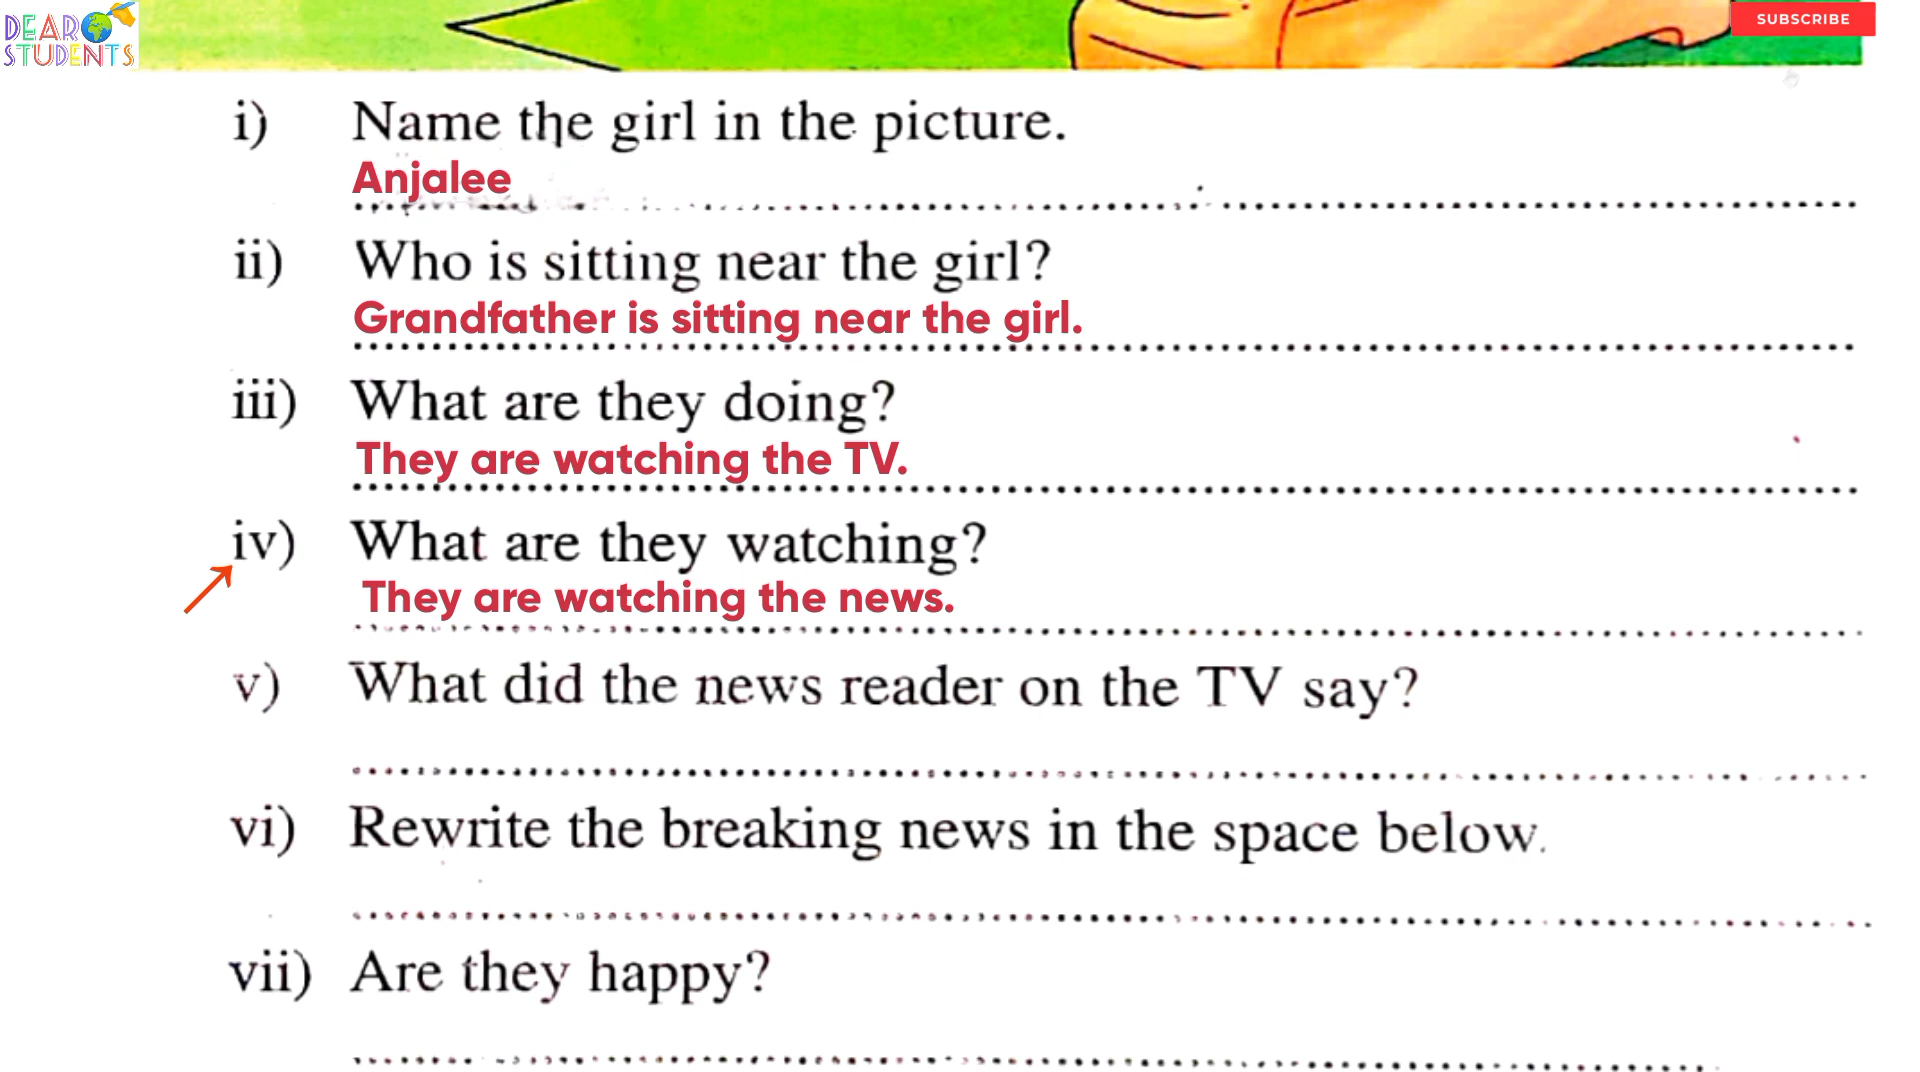 DEAR
STUDENTS
SUBSCRIBE
i) Name the girl in the picture.
Anjalee
ii) Who is sitting near the girl?
Grandfather is sitting near the girl.
iii) What are they doing?
They are watching the TV.
iv) What are they watching?
They are watching the news.
v) What did the news reader on the TV say?
vi) Rewrite the breaking news in the space below.
vii) Are they happy?